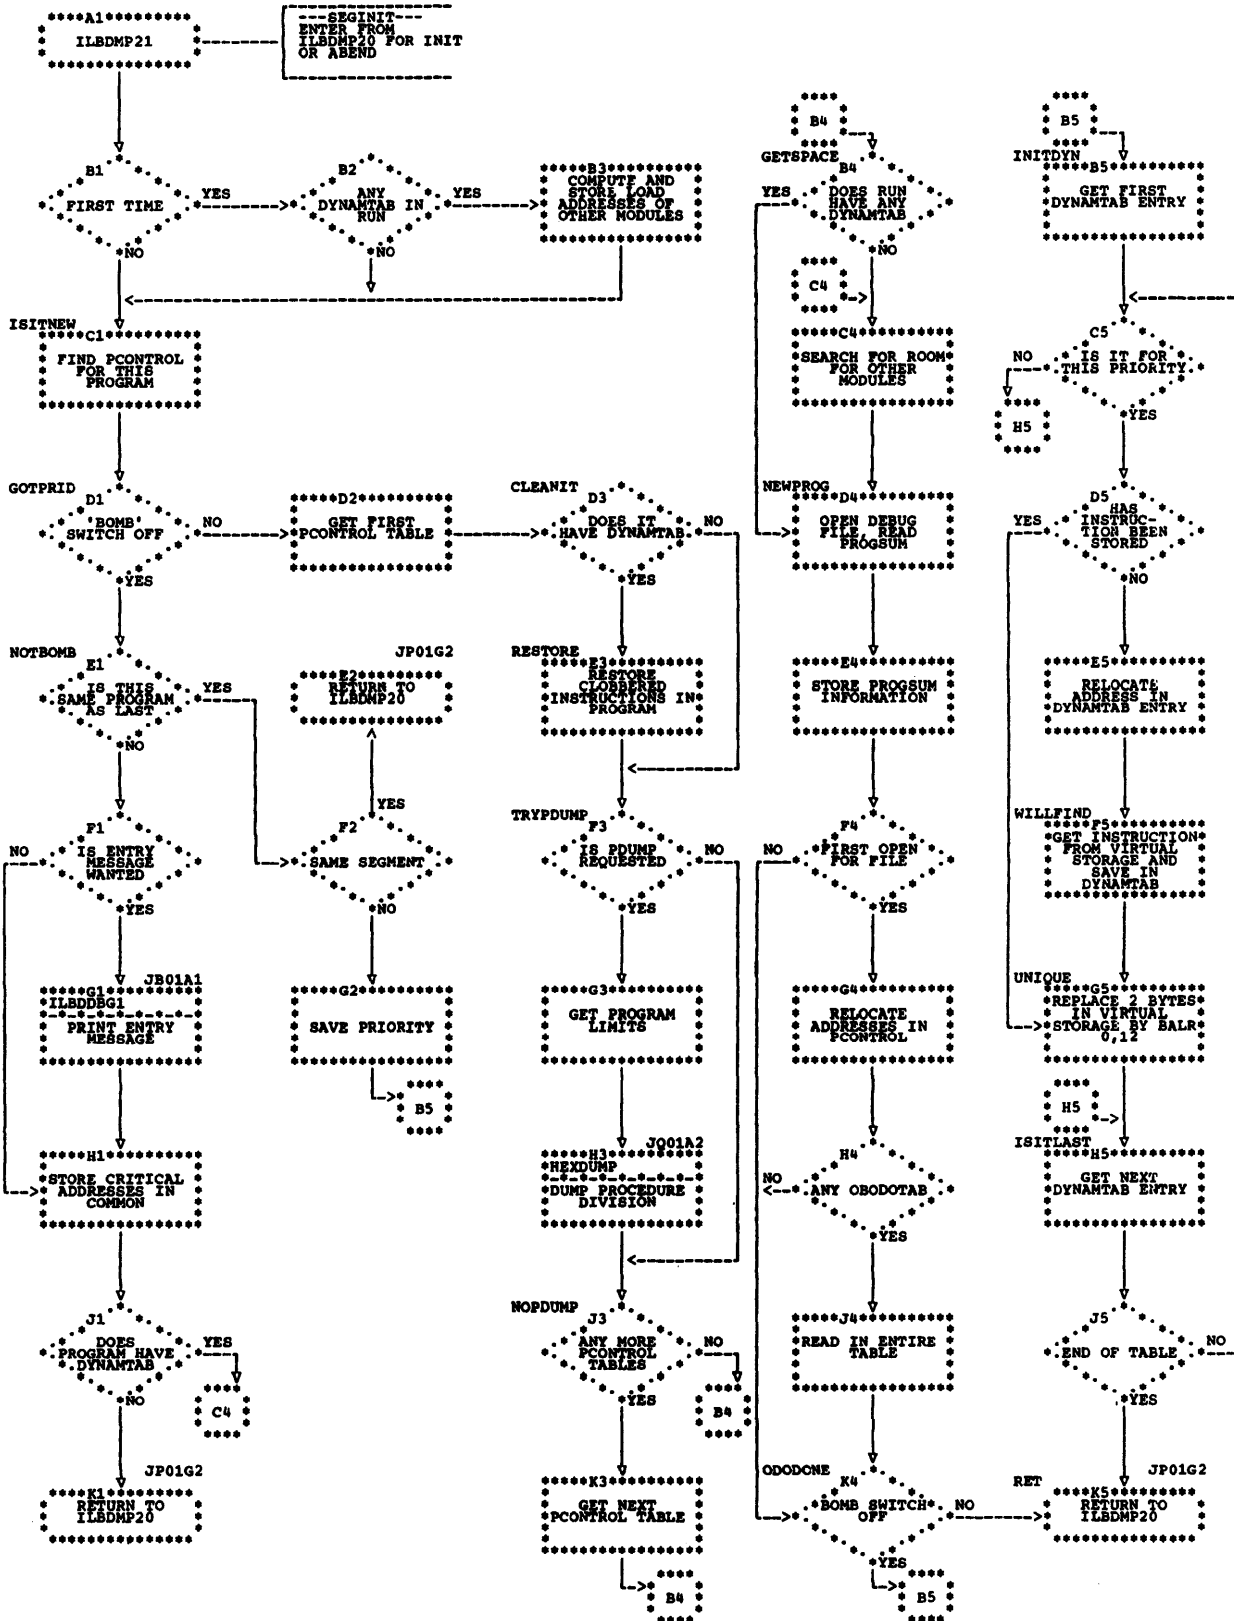 A1
ILBDMP21
---SEGINIT---
ENTER FROM
ILBDMP20 FOR INIT
OR ABEND
B1
FIRST TIME
YES
NO
B2
ANY
DYNAMTAB IN
RUN
YES
NO
B3
COMPUTE AND
STORE LOAD
ADDRESSES OF
OTHER MODULES
ISITNEW
C1
FIND PCONTROL
FOR THIS
PROGRAM
GOTPRID
D1
'BOMB'
SWITCH OFF
NO
YES
D2
GET FIRST
PCONTROL TABLE
CLEANIT
D3
DOES IT
HAVE DYNAMTAB
NO
YES
NOTBOMB
E1
IS THIS
SAME PROGRAM
AS LAST
YES
NO
JP01G2
E2
RETURN TO
ILBDMP20
RESTORE
E3
RESTORE
CLOBBERED
INSTRUCTIONS IN
PROGRAM
F1
IS ENTRY
MESSAGE
WANTED
NO
YES
YES
F2
SAME SEGMENT
NO
TRYPDUMP
F3
IS PDUMP
REQUESTED
NO
YES
JB01A1
G1
ILBDDBG1
PRINT ENTRY
MESSAGE
G2
SAVE PRIORITY
B5
G3
GET PROGRAM
LIMITS
H1
STORE CRITICAL
ADDRESSES IN
COMMON
JQ01A2
H3
HEXDUMP
DUMP PROCEDURE
DIVISION
J1
DOES
PROGRAM HAVE
DYNAMTAB
YES
NO
C4
NOPDUMP
J3
ANY MORE
PCONTROL
TABLES
NO
YES
B4
JP01G2
K1
RETURN TO
ILBDMP20
K3
GET NEXT
PCONTROL TABLE
B4
B4
GETSPACE
B4
DOES RUN
HAVE ANY
DYNAMTAB
YES
NO
C4
C4
SEARCH FOR ROOM
FOR OTHER
MODULES
NEWPROG
D4
OPEN DEBUG
FILE, READ
PROGSUM
E4
STORE PROGSUM
INFORMATION
F4
FIRST OPEN
FOR FILE
NO
YES
G4
RELOCATE
ADDRESSES IN
PCONTROL
H4
ANY OBODOTAB
NO
YES
J4
READ IN ENTIRE
TABLE
ODODONE
K4
BOMB SWITCH
OFF
NO
YES
B5
B5
INITDYN
B5
GET FIRST
DYNAMTAB ENTRY
C5
IS IT FOR
THIS PRIORITY
NO
YES
H5
D5
HAS
INSTRUC-
TION BEEN
STORED
YES
NO
E5
RELOCATE
ADDRESS IN
DYNAMTAB ENTRY
WILLFIND
F5
GET INSTRUCTION
FROM VIRTUAL
STORAGE AND
SAVE IN
DYNAMTAB
UNIQUE
G5
REPLACE 2 BYTES
IN VIRTUAL
STORAGE BY BALR
0,12
H5
ISITLAST
H5
GET NEXT
DYNAMTAB ENTRY
J5
END OF TABLE
NO
YES
RET
JP01G2
K5
RETURN TO
ILBDMP20